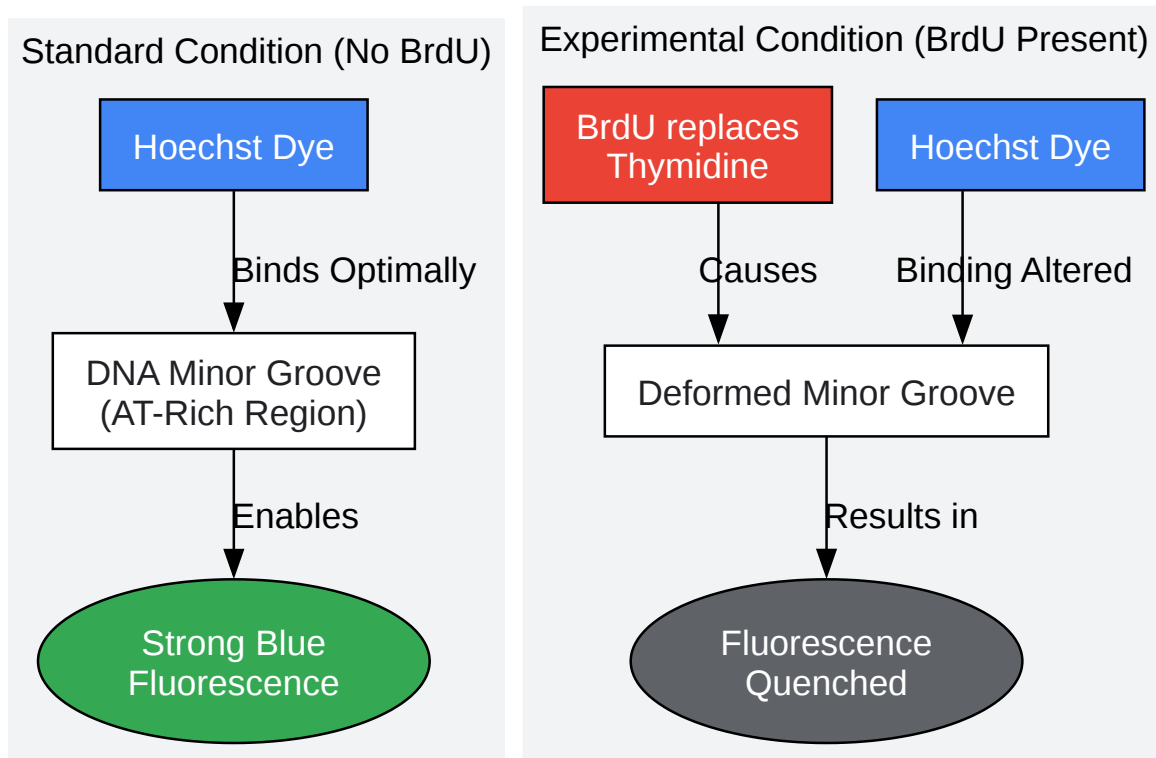 Standard Condition (No BrdU)
Hoechst Dye
Binds Optimally
DNA Minor Groove
(AT-Rich Region)
Enables
Strong Blue
Fluorescence
Experimental Condition (BrdU Present)
BrdU replaces
Thymidine
Hoechst Dye
Causes
Binding Altered
Deformed Minor Groove
Results in
Fluorescence
Quenched